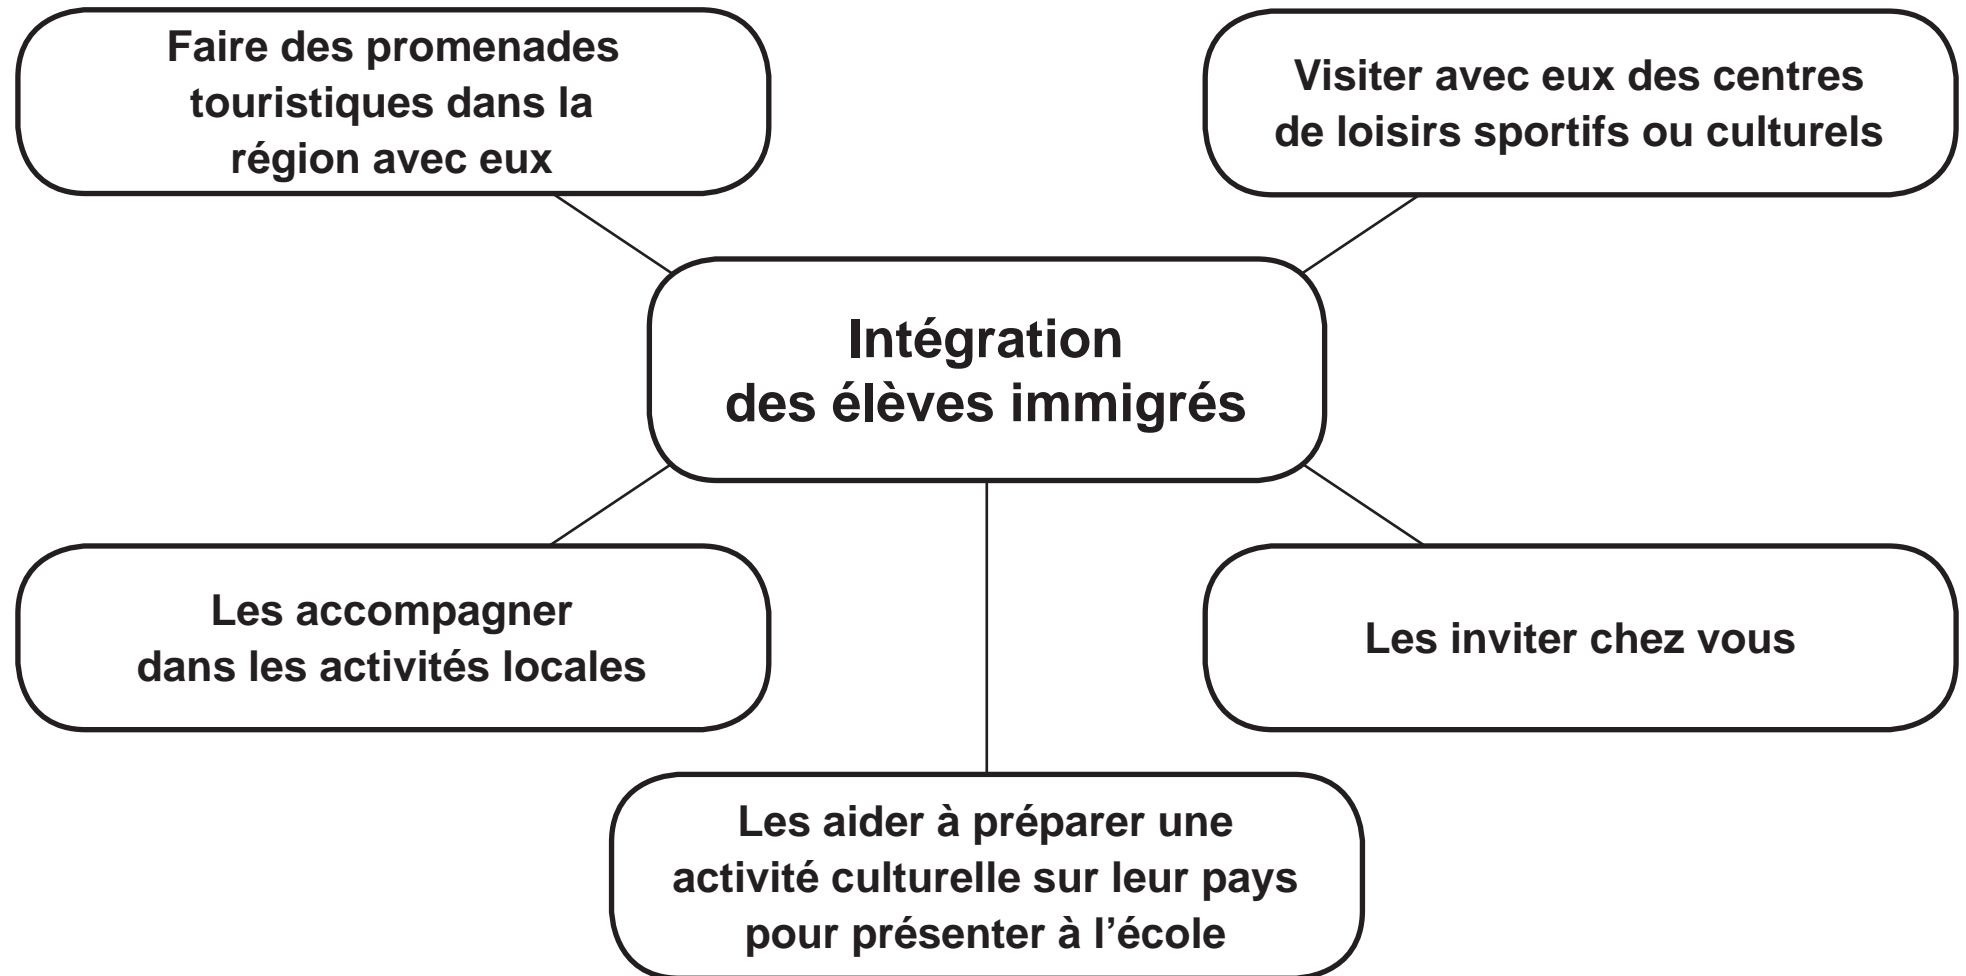 Faire des promenades
touristiques dans la
région avec eux
Visiter avec eux des centres
de loisirs sportifs ou culturels
Intégration
des élèves immigrés
Les accompagner
dans les activités locales
Les inviter chez vous
Les aider à préparer une
activité culturelle sur leur pays
pour présenter à l’école